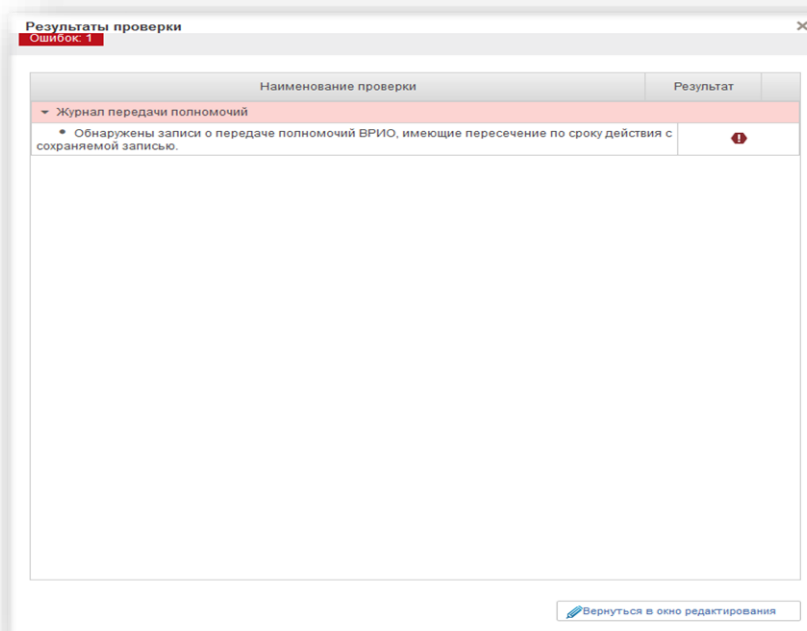 Результаты проверки
Ошибок: 1
Наименование проверки Результат
Журнал передачи полномочий
Обнаружены записи о передаче полномочий ВРИО, имеющие пересечение по сроку действия с
сохраняемой записью.
Вернуться в окно редактирования